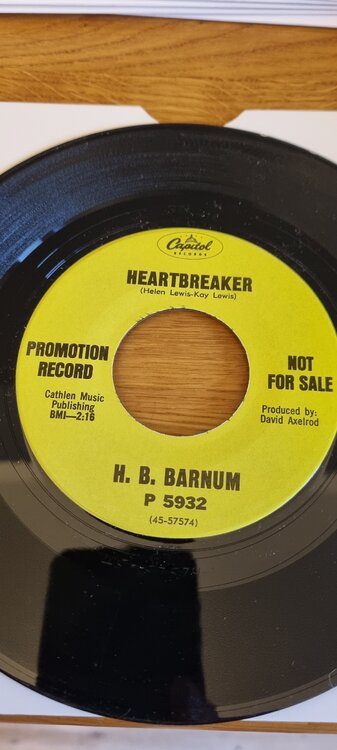 Capitol
RECORDS
HEARTBREAKER
(Helen Lewis-Kay Lewis)
PROMOTION
RECORD
Cathlen Music
Publishing
BMI—2:16
NOT
FOR SALE
Produced by:
David Axelrod
H. B. BARNUM
P 5932
(45-57574)